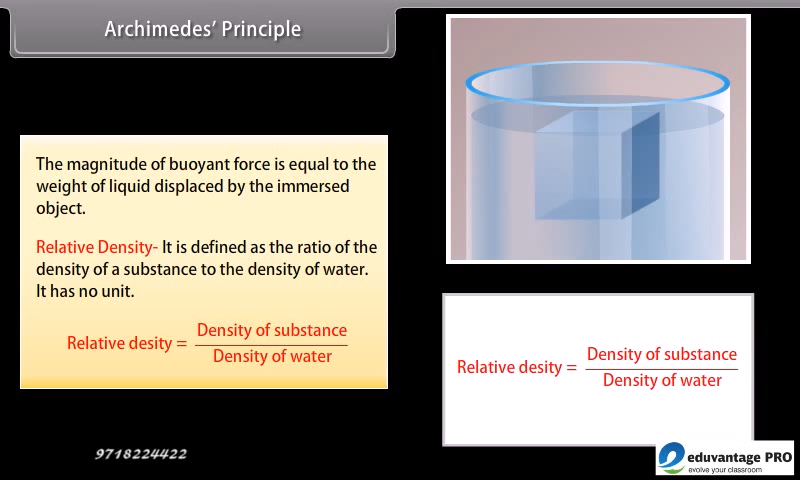 Archimedes' Principle
The magnitude of buoyant force is equal to the
weight of liquid displaced by the immersed
object.
Relative Density- It is defined as the ratio of the
density of a substance to the density of water.
It has no unit.
Relative desity = Density of substance
Density of water
Relative desity = Density of substance
Density of water
9718224422
eduvantage PRO
evolve your classroom